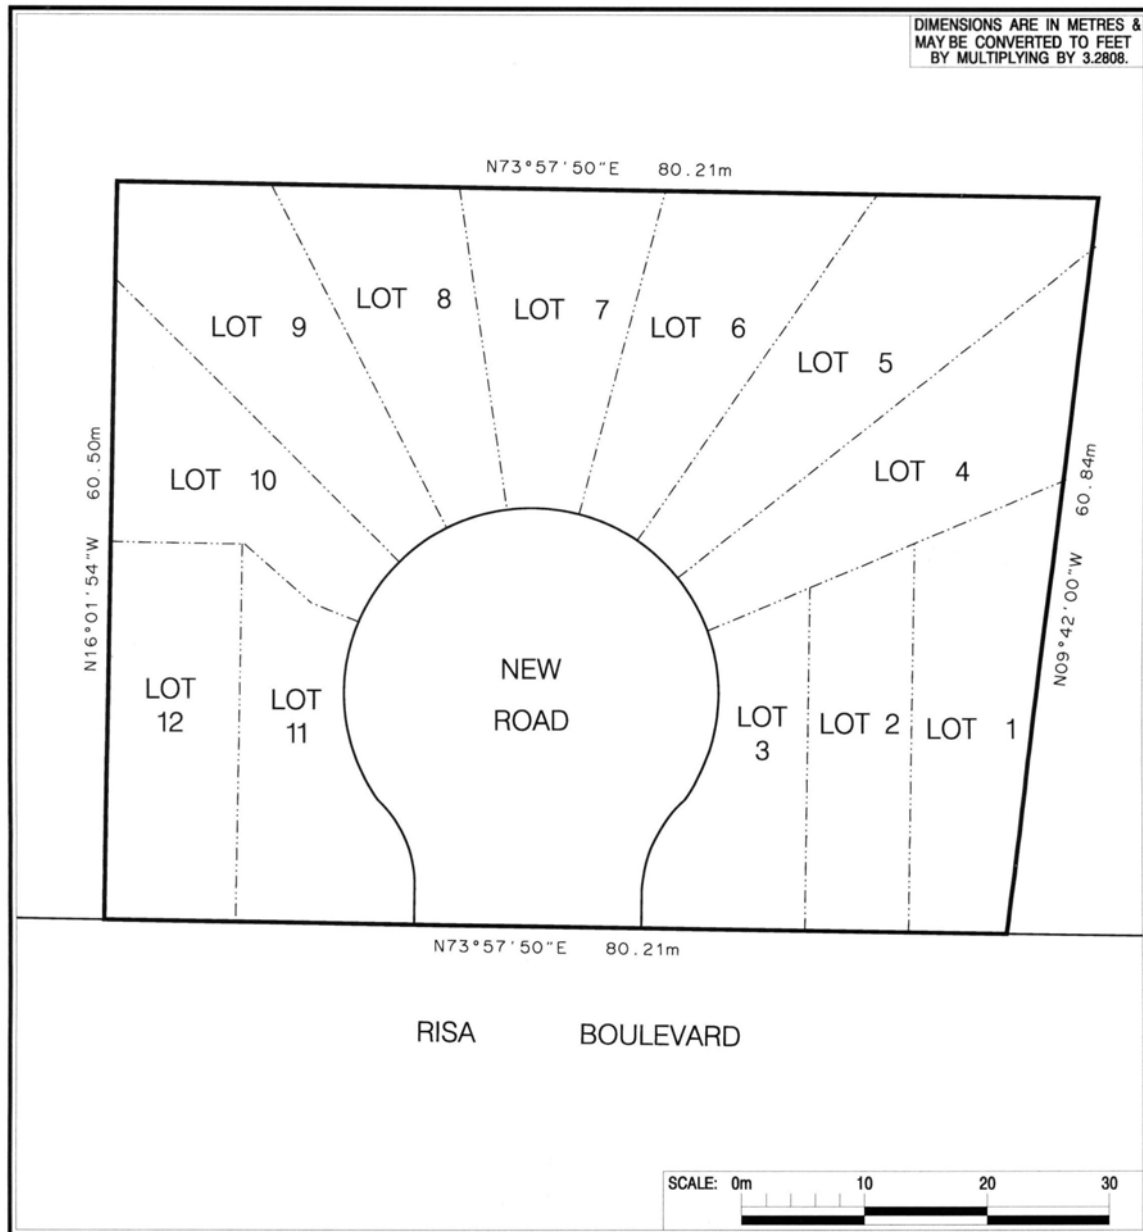 DIMENSIONS ARE IN METRES &
MAY BE CONVERTED TO FEET
BY MULTIPLYING BY 3.2808.
N73°57'50"E 80.21m
LOT 9
LOT 8
LOT 7
LOT 6
LOT 5
LOT 10
LOT 4
N16°01'54"W 60.50m
N09°42'00"W 60.84m
LOT
12
LOT
11
NEW
ROAD
LOT
3
LOT 2
LOT 1
N73°57'50"E 80.21m
RISA BOULEVARD
SCALE: 0m 10 20 30